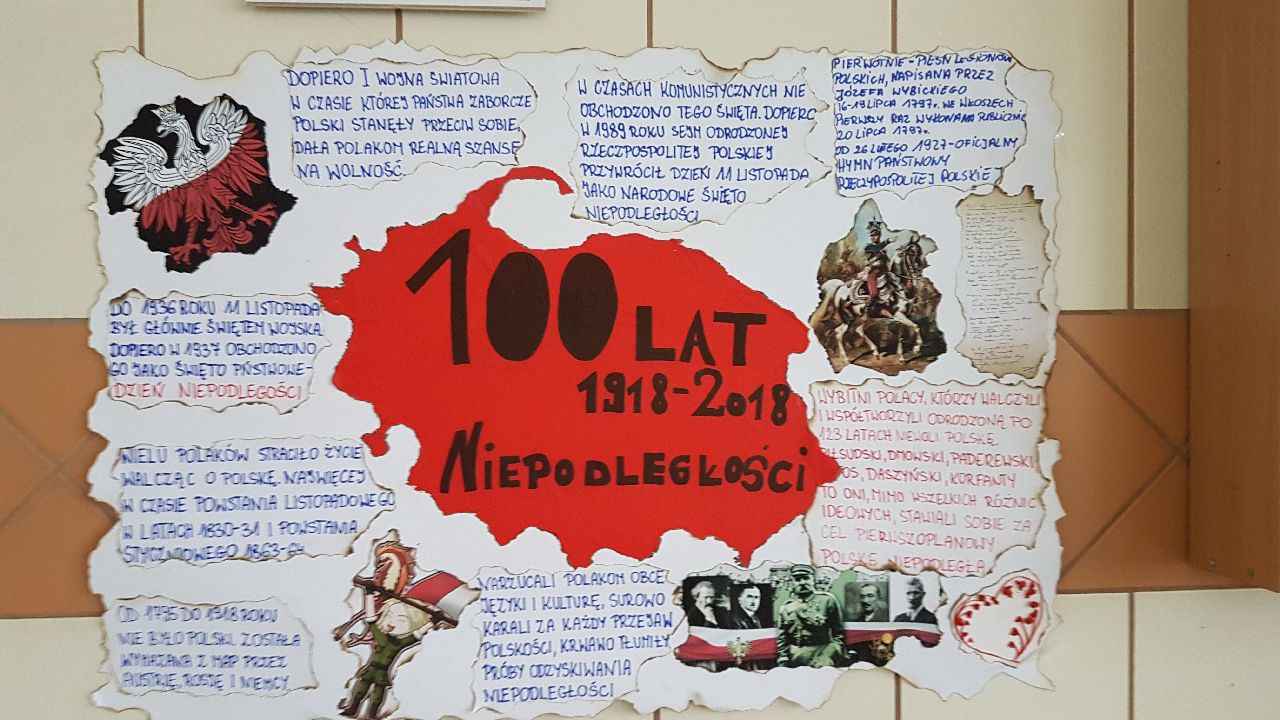 DOPIERO I WOJNA ŚWIATOWA
W CZASIE KTÓREJ PAŃSTWA ZABORCZE
POLSKI STANĘŁY PRZECIW SOBIE,
DAŁA POLAKOM REALNĄ SZANSĘ
NA WOLNOŚĆ
W CZASACH KOMUNISTYCZNYCH NIE
OBCHODZONO TEGO ŚWIĘTA. DOPIERO
W 1989 ROKU SEJM ODRODZONEJ
RZECZPOSPOLITEJ POLSKIEJ
PRZYWRÓCIŁ DZIEŃ 11 LISTOPADA
JAKO NARODOWE ŚWIĘTO
NIEPODLEGŁOŚCI
PIERWOTNIE - PIEŚŃ LEGIONÓW
POLSKICH, NAPISANA PRZEZ
JÓZEFA WYBICKIEGO
16-19 LIPCA 1797r. WE WŁOSZECH
PIERWSZY RAZ WYKONANA PUBLICZNIE
20 LIPCA 1797r.
OD 26 LUTEGO 1927 - OFICJALNY
HYMN PAŃSTWOWY
RZECZYPOSPOLITEJ POLSKIEJ
100 LAT
1918-2018
NIEPODLEGŁOŚCI
DO 1936 ROKU 11 LISTOPADA
BYŁ GŁÓWNIE ŚWIĘTEM WOJSKA
DOPIERO W 1937 OBCHODZONO
GO JAKO ŚWIĘTO PŃSTWOWE-
DZIEŃ NIEPODLEGOŚCI
WYBITNI POLACY, KTÓRZY WALCZYLI
I WSPÓŁTWORZYLI ODRODZONĄ PO
123 LATACH NIEWOLI POLSKĘ.
PIŁSUDSKI, DMOWSKI, PADEREWSKI
DASZYŃSKI, KORFANTY
TO ONI, MIMO WSZELKICH RÓŻNIC
IDEOWYCH, STAWIALI SOBIE ZA
CEL PIERWSZOPLANOWY
POLSKĘ NIEPODLEGŁĄ
WIELU POLAKÓW STRACIŁO ŻYCIE
WALCZĄC O POLSKĘ. NAJWIĘCEJ
W CZASIE POWSTANIA LISTOPADOWEGO
W LATACH 1830-31 I POWSTANIA
STYCZNIOWEGO 1863-64
OD 1795 DO 1918 ROKU
NIE BYŁO POLSKI. ZOSTAŁA
WYMAZANA Z MAP PRZEZ
AUSTRIĘ, ROSJĘ I NIEMCY
NARZUCALI POLAKOM OBCE
JĘZYKI I KULTURĘ, SUROWO
KARALI ZA KAŻDY PRZEJAW
POLSKOŚCI, KRWAWO TŁUMIŁY
PRÓBY ODZYSKIWANIA
NIEPODLEGŁOŚCI